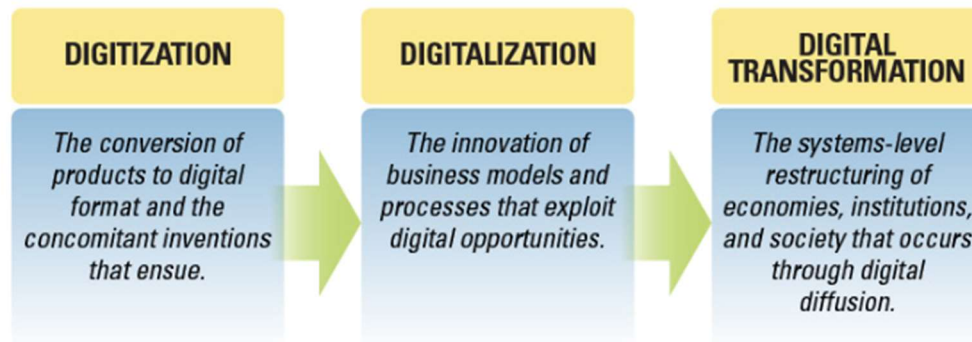 DIGITIZATION
The conversion of
products to digital
format and the
concomitant inventions
that ensue.
DIGITALIZATION
The innovation of
business models and
processes that exploit
digital opportunities.
DIGITAL
TRANSFORMATION
The systems-level
restructuring of
economies, institutions,
and society that occurs
through digital
diffusion.